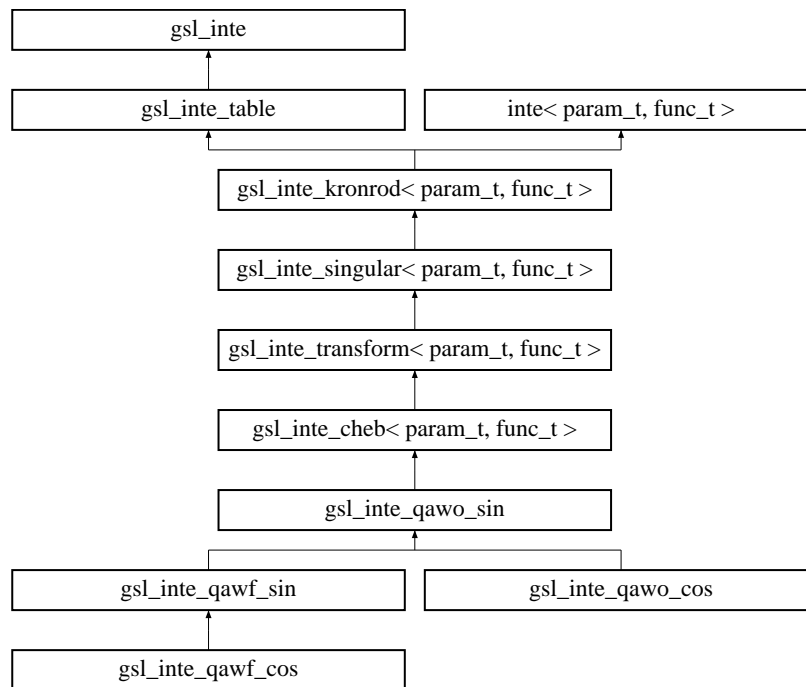 gsl_inte
gsl_inte_table
inte< param_t, func_t >
gsl_inte_kronrod< param_t, func_t >
gsl_inte_singular< param_t, func_t >
gsl_inte_transform< param_t, func_t >
gsl_inte_cheb< param_t, func_t >
gsl_inte_qawo_sin
gsl_inte_qawf_sin
gsl_inte_qawo_cos
gsl_inte_qawf_cos